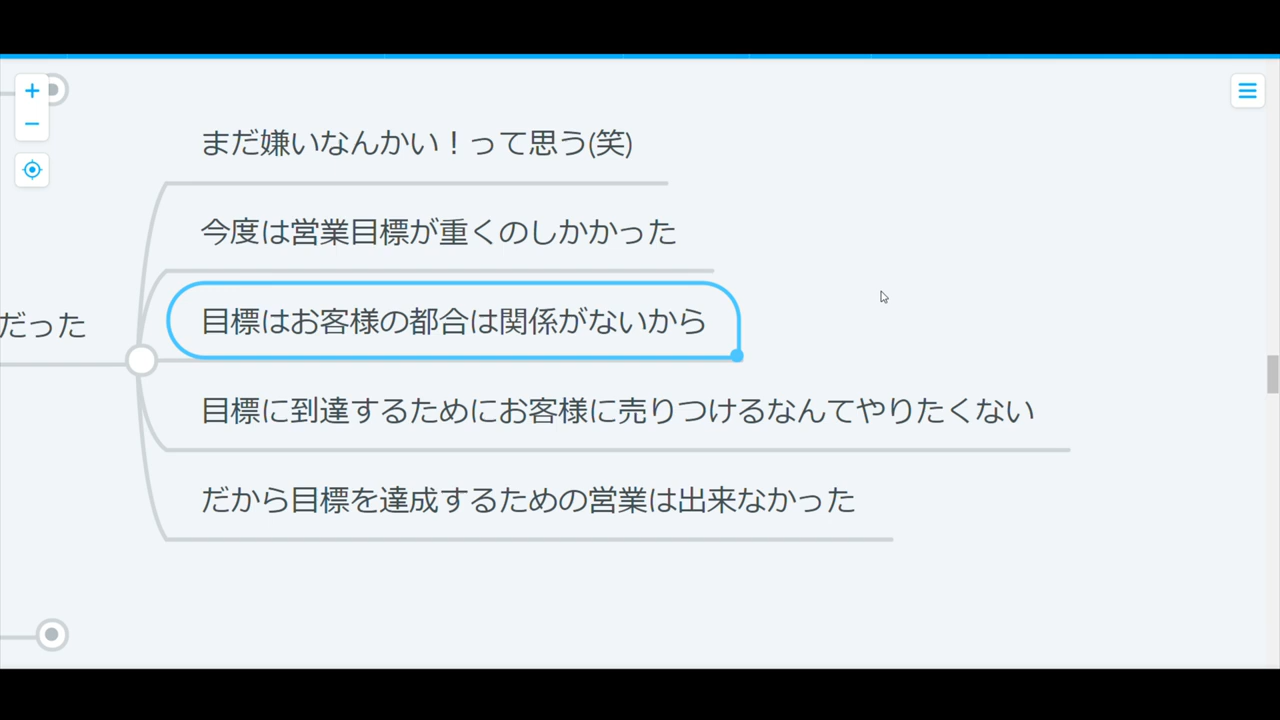 まだ嫌いなんかい！って思う(笑)
今度は営業目標が重くのしかかった
だった
目標はお客様の都合は関係がないから
目標に到達するためにお客様に売りつけるなんてやりたくない
だから目標を達成するための営業は出来なかった